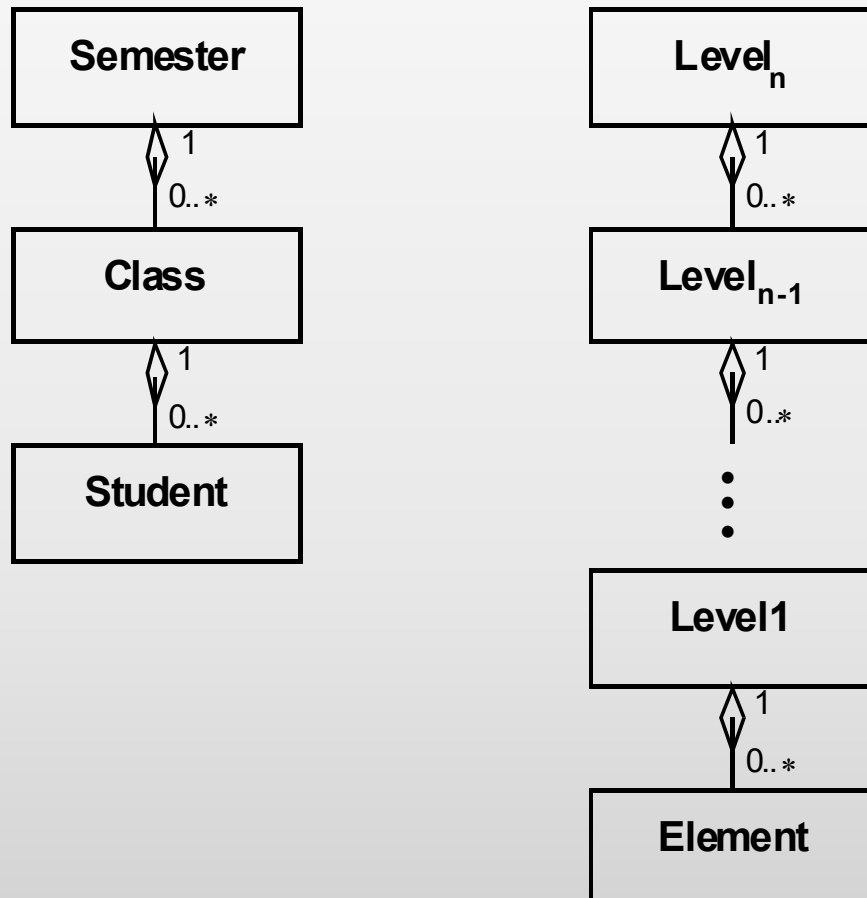 Semester
1
0..*
Class
1
0..*
Student
Levelₙ
1
0..*
Levelₙ₋₁
1
0..*
Level1
1
0..*
Element